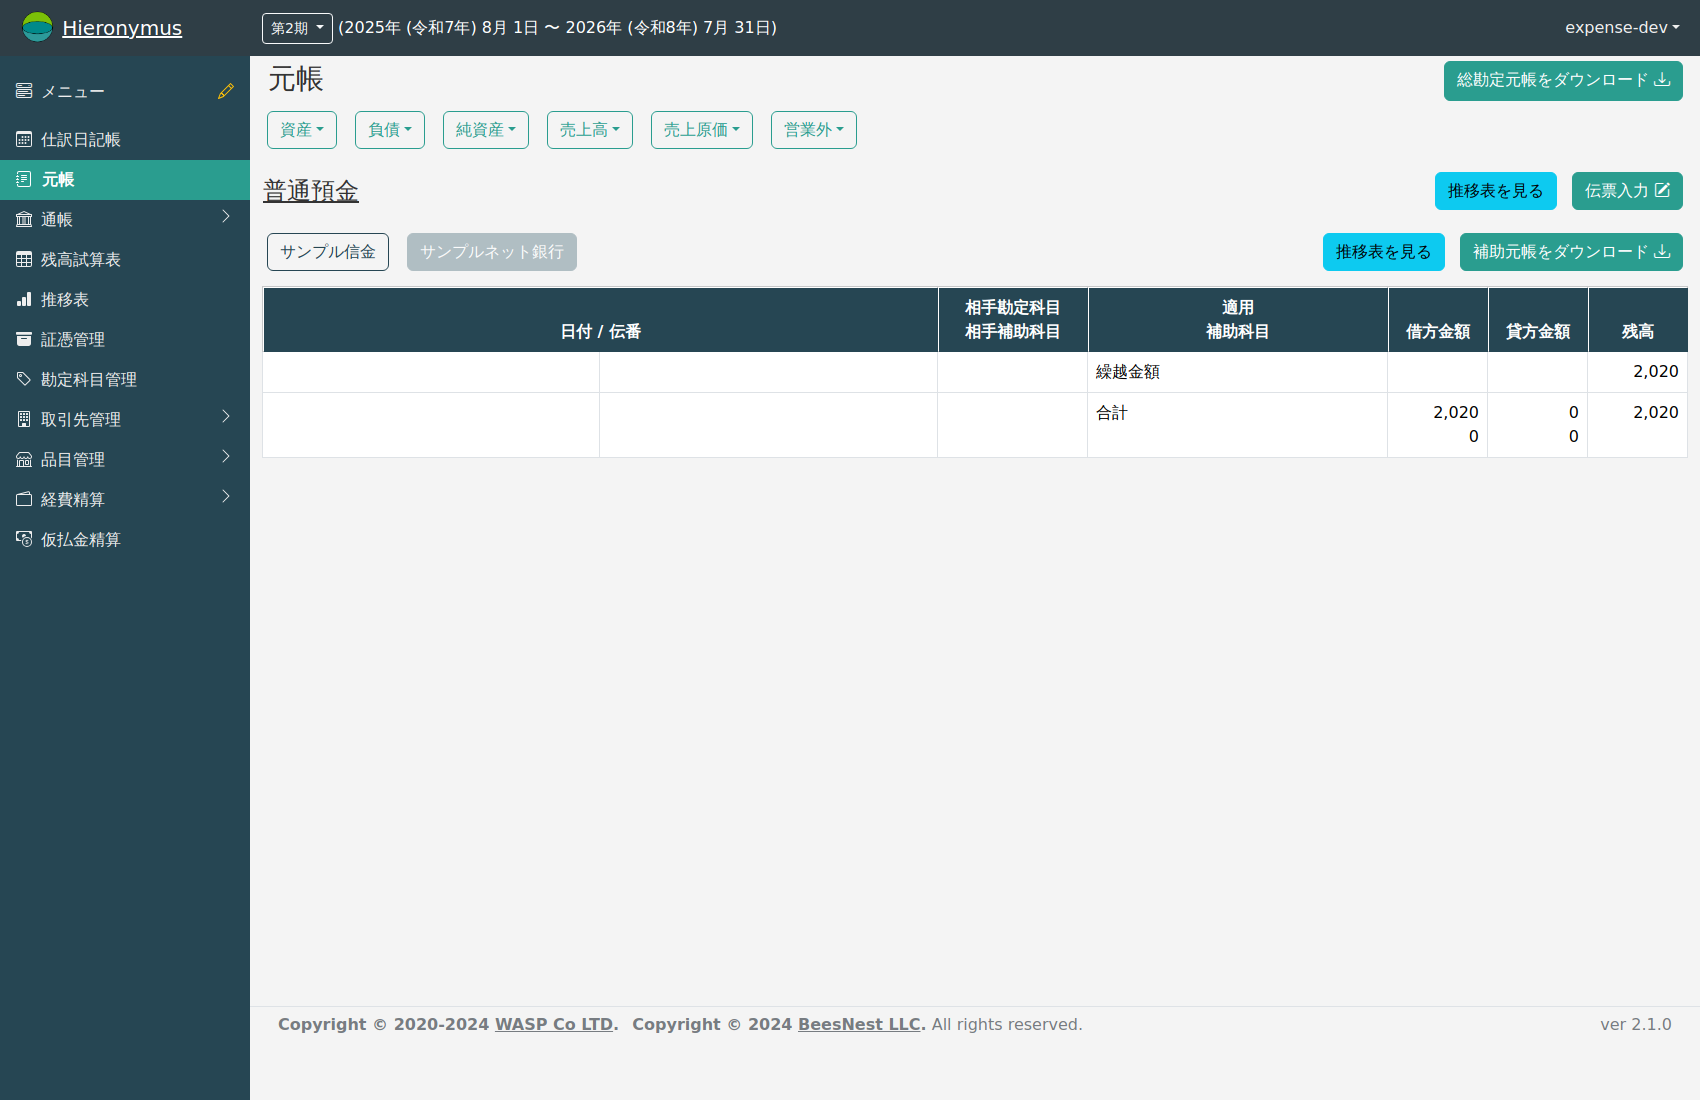 Hieronymus
第2期 (2025年 (令和7年) 8月 1日 〜 2026年 (令和8年) 7月 31日)
expense-dev
メニュー
仕訳日記帳
元帳
通帳
残高試算表
推移表
証憑管理
勘定科目管理
取引先管理
品目管理
経費精算
仮払金精算
元帳
総勘定元帳をダウンロード
資産 負債 純資産 売上高 売上原価 営業外
普通預金
推移表を見る 伝票入力
サンプル信金 サンプルネット銀行
推移表を見る 補助元帳をダウンロード
日付 / 伝番
相手勘定科目
相手補助科目
適用
補助科目
借方金額 貸方金額 残高
繰越金額 2,020
合計 2,020 0 2,020
0 0
Copyright © 2020-2024 WASP Co LTD. Copyright © 2024 BeesNest LLC. All rights reserved.
ver 2.1.0